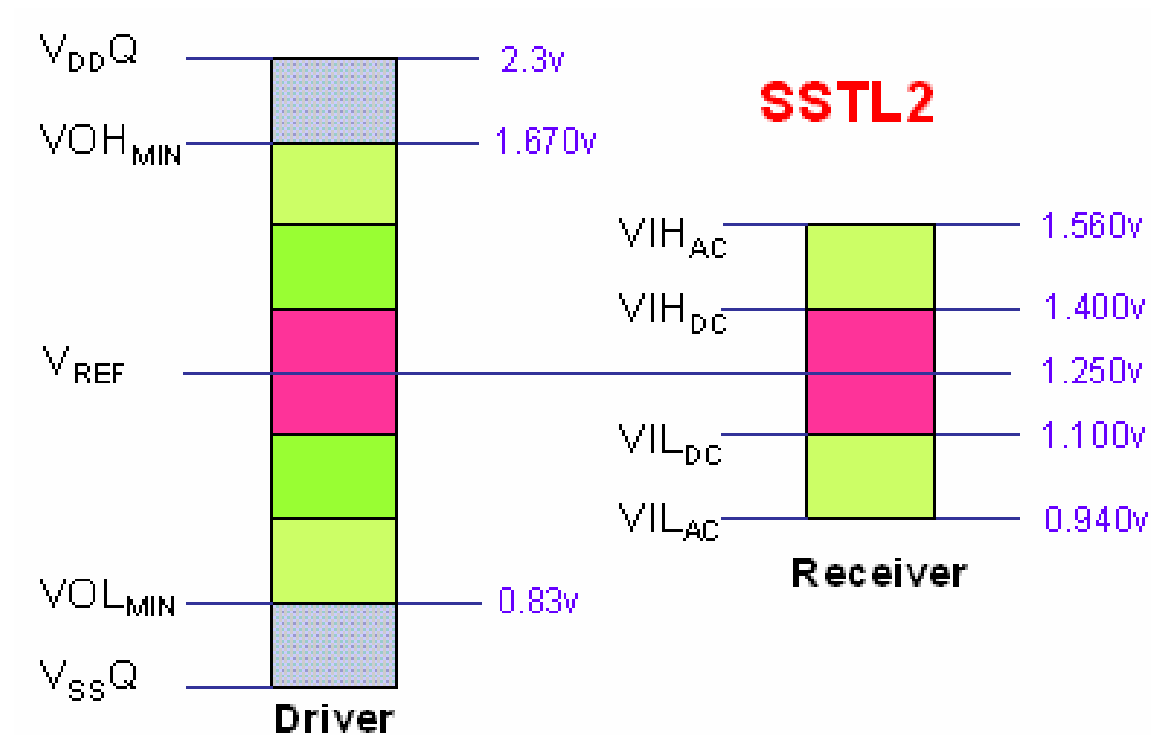 VDDQ 2.3v
SSTL2
VOHMIN 1.670v
VIHAC 1.560v
VIHDC 1.400v
VREF 1.250v
VILDC 1.100v
VILAC 0.940v
Receiver
VOLMIN 0.83v
VSSQ
Driver